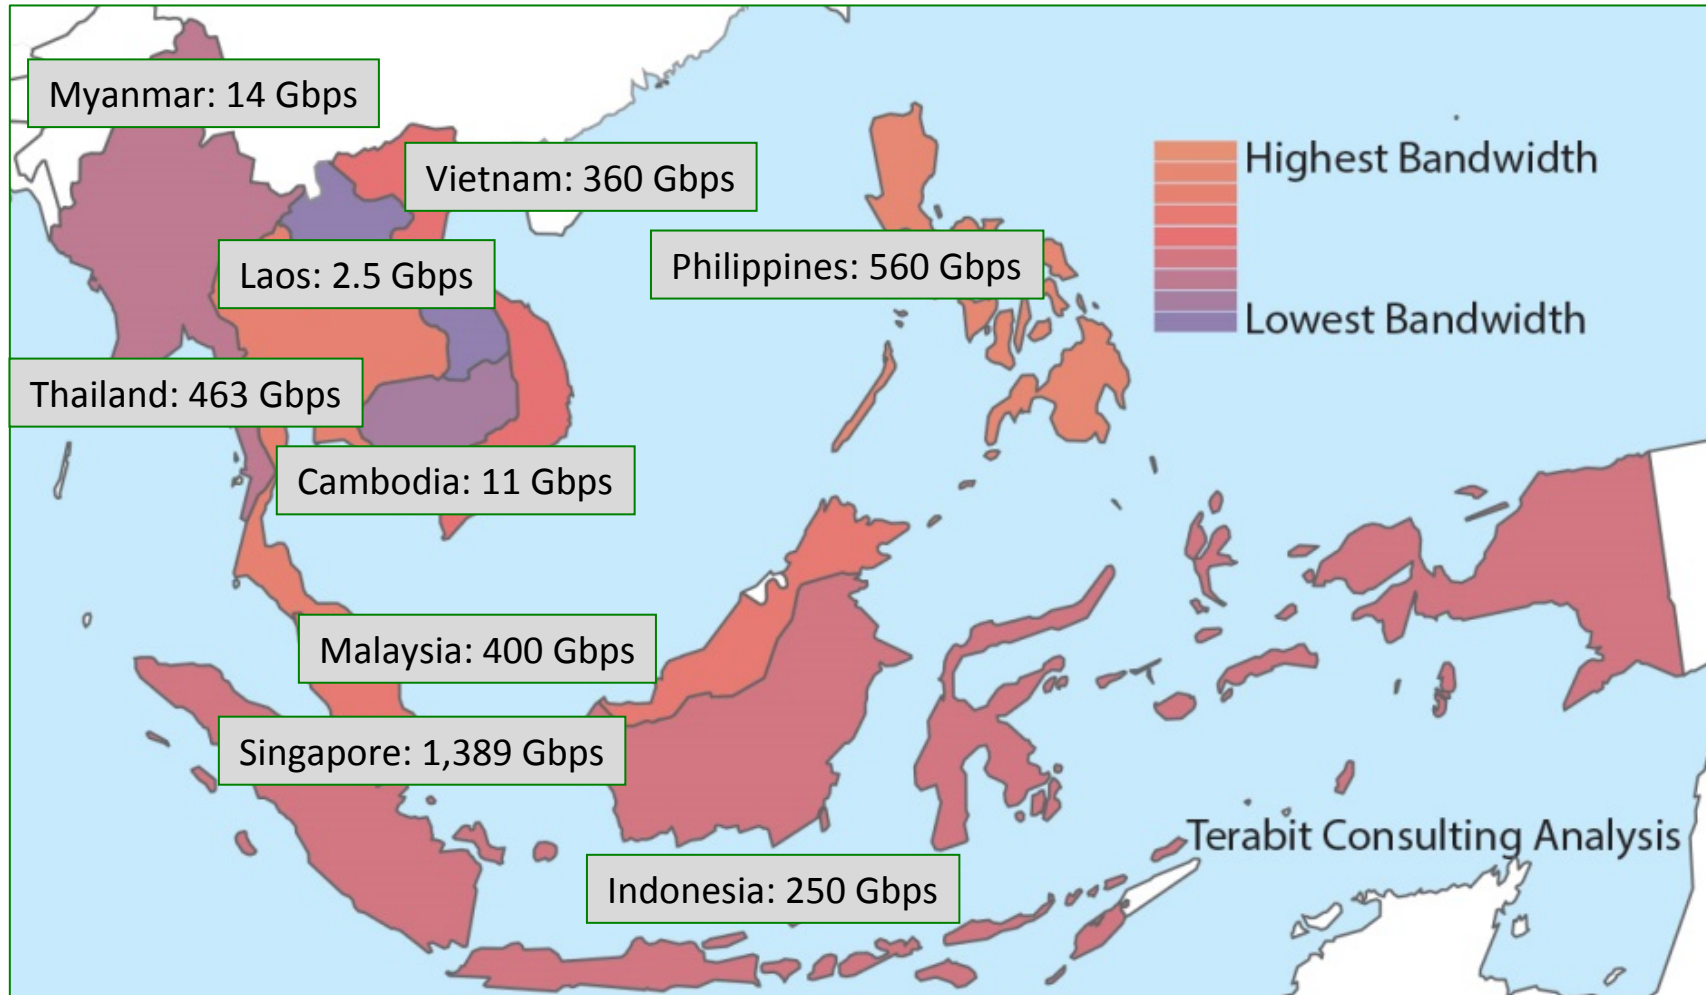 Myanmar: 14 Gbps
Vietnam: 360 Gbps
Highest Bandwidth
Laos: 2.5 Gbps
Philippines: 560 Gbps
Lowest Bandwidth
Thailand: 463 Gbps
Cambodia: 11 Gbps
Malaysia: 400 Gbps
Singapore: 1,389 Gbps
Terabit Consulting Analysis
Indonesia: 250 Gbps